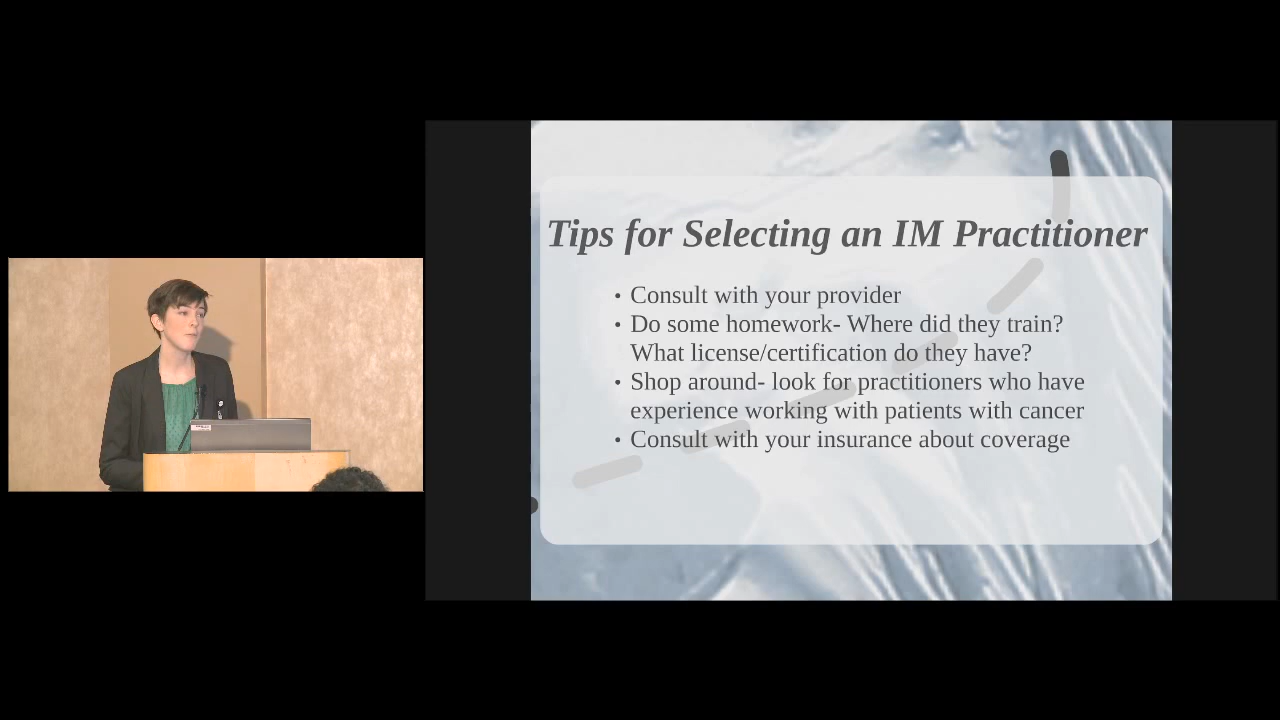 Tips for Selecting an IM Practitioner
• Consult with your provider
• Do some homework- Where did they train?
What license/certification do they have?
• Shop around- look for practitioners who have
experience working with patients with cancer
• Consult with your insurance about coverage